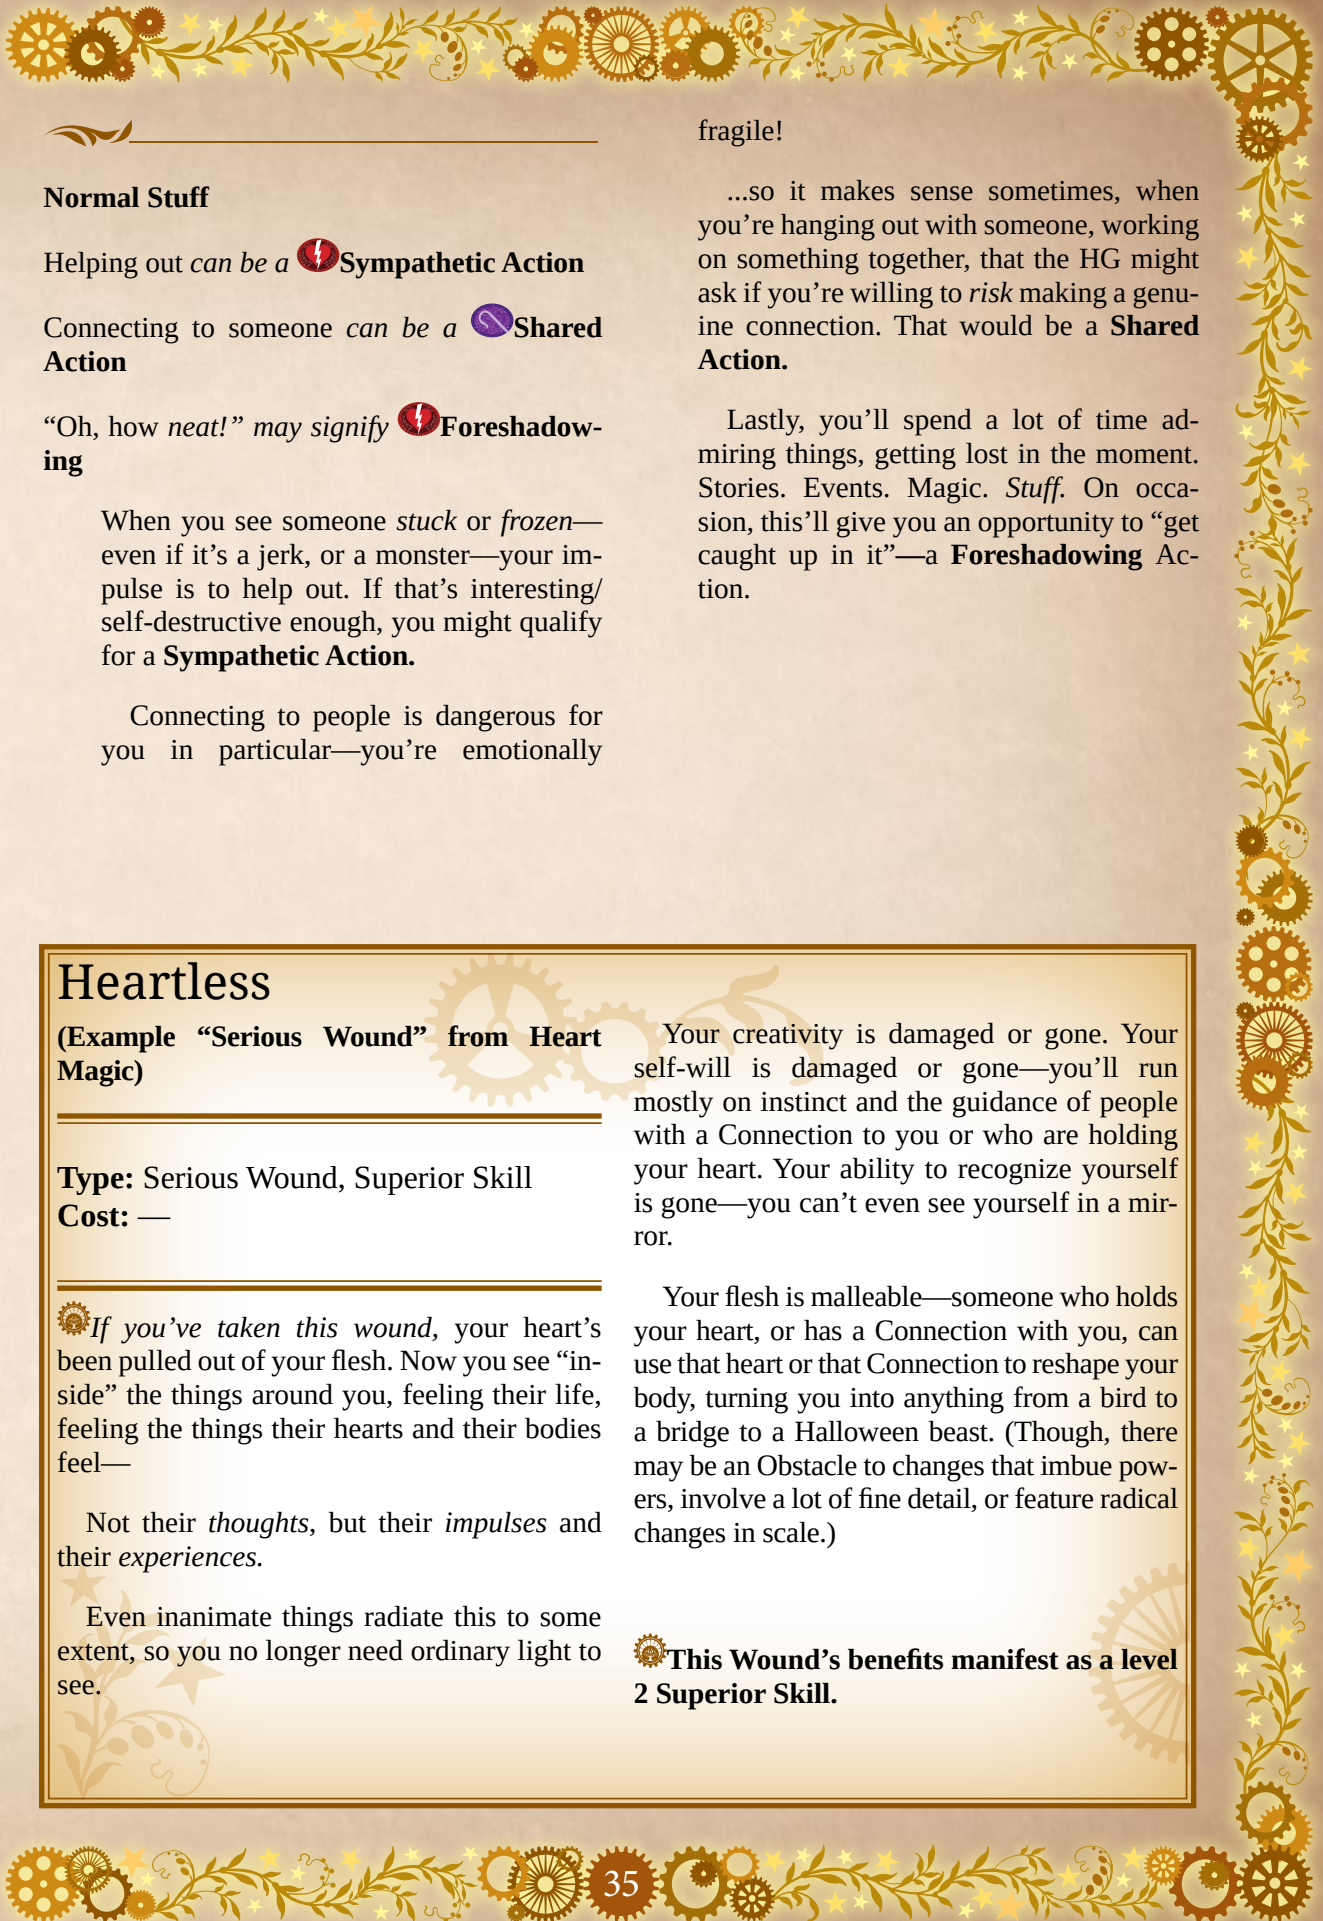 Normal Stuff
Helping out can be a Sympathetic Action
Connecting to someone can be a Shared
Action
“Oh, how neat!” may signify Foreshadow-
ing
When you see someone stuck or frozen—
even if it’s a jerk, or a monster—your im-
pulse is to help out. If that’s interesting/
self-destructive enough, you might qualify
for a Sympathetic Action.
Connecting to people is dangerous for
you in particular—you’re emotionally
fragile!
...so it makes sense sometimes, when
you’re hanging out with someone, working
on something together, that the HG might
ask if you’re willing to risk making a genu-
ine connection. That would be a Shared
Action.
Lastly, you’ll spend a lot of time ad-
miring things, getting lost in the moment.
Stories. Events. Magic. Stuff. On occa-
sion, this’ll give you an opportunity to “get
caught up in it”—a Foreshadowing Ac-
tion.
Heartless
(Example “Serious Wound” from Heart
Magic)
Type: Serious Wound, Superior Skill
Cost: —
If you’ve taken this wound, your heart’s
been pulled out of your flesh. Now you see “in-
side” the things around you, feeling their life,
feeling the things their hearts and their bodies
feel—
Not their thoughts, but their impulses and
their experiences.
Even inanimate things radiate this to some
extent, so you no longer need ordinary light to
see.
Your creativity is damaged or gone. Your
self-will is damaged or gone—you’ll run
mostly on instinct and the guidance of people
with a Connection to you or who are holding
your heart. Your ability to recognize yourself
is gone—you can’t even see yourself in a mir-
ror.
Your flesh is malleable—someone who holds
your heart, or has a Connection with you, can
use that heart or that Connection to reshape your
body, turning you into anything from a bird to
a bridge to a Halloween beast. (Though, there
may be an Obstacle to changes that imbue pow-
ers, involve a lot of fine detail, or feature radical
changes in scale.)
This Wound’s benefits manifest as a level
2 Superior Skill.
35